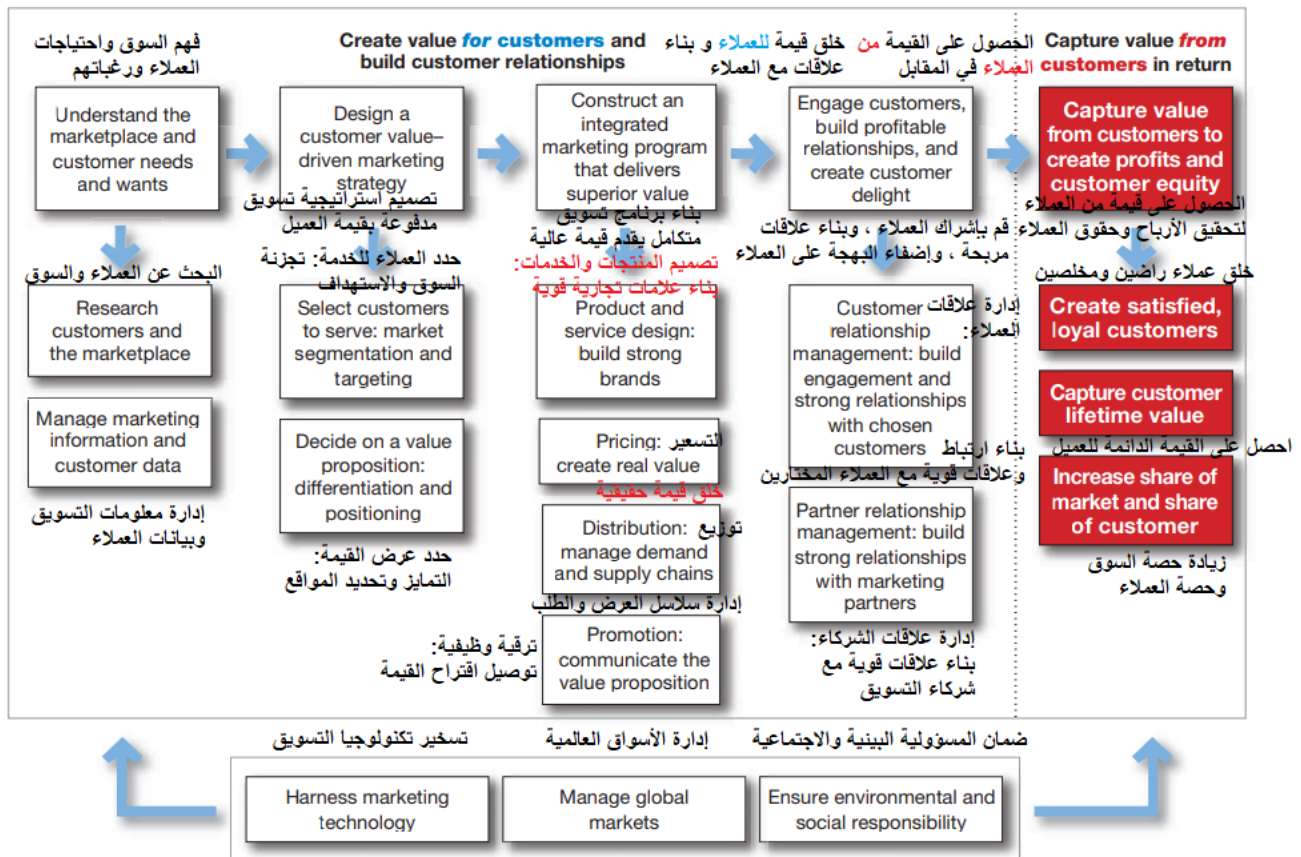 فهم السوق واحتياجات
العملاء ورغباتهم
Create value for customers and
build customer relationships
خلق قيمة للعملاء و بناء
علاقات مع العملاء
الحصول على القيمة من
العملاء في المقابل
Capture value from
customers in return
Understand the
marketplace and
customer needs
and wants
Design a
customer value–
driven marketing
strategy
Construct an
integrated
marketing program
that delivers
superior value
Engage customers,
build profitable
relationships, and
create customer
delight
Capture value
from customers to
create profits and
customer equity
تصميم استراتيجية تسويق
مدفوعة بقيمة العميل
بناء برنامج تسويق
متكامل يقدم قيمة عالية
قم بإشراك العملاء ، وبناء علاقات
مربحة ، وإضفاء البهجة على العملاء
الحصول على قيمة من العملاء
لتحقيق الأرباح وحقوق العملاء
البحث عن العملاء والسوق
Research
customers and
the marketplace
Manage marketing
information and
customer data
إدارة معلومات التسويق
وبيانات العملاء
حدد العملاء للخدمة: تجزئة
السوق والاستهداف
Select customers
to serve: market
segmentation and
targeting
Decide on a value
proposition:
differentiation and
positioning
حدد عرض القيمة:
التمايز وتحديد المواقع
تصميم المنتجات والخدمات:
بناء علامات تجارية قوية
Product and
service design:
build strong
brands
Pricing: التسعير
create real value
خلق قيمة حقيقية
Distribution: توزيع
manage demand
and supply chains
إدارة سلاسل العرض والطلب
Promotion:
communicate the
value proposition
ترقية وظيفية:
توصيل اقتراح القيمة
إدارة علاقات
العملاء:
Customer
relationship
management: build
engagement and
strong relationships
with chosen
customers
بناء ارتباط
وعلاقات قوية مع العملاء المختارين
Partner relationship
management: build
strong relationships
with marketing
partners
إدارة علاقات الشركاء:
بناء علاقات قوية مع
شركاء التسويق
خلق عملاء راضين ومخلصين
Create satisfied,
loyal customers
Capture customer
lifetime value
احصل على القيمة الدائمة للعميل
Increase share of
market and share
of customer
زيادة حصة السوق
وحصة العملاء
تسخير تكنولوجيا التسويق
إدارة الأسواق العالمية
ضمان المسؤولية البيئية والاجتماعية
Harness marketing
technology
Manage global
markets
Ensure environmental and
social responsibility